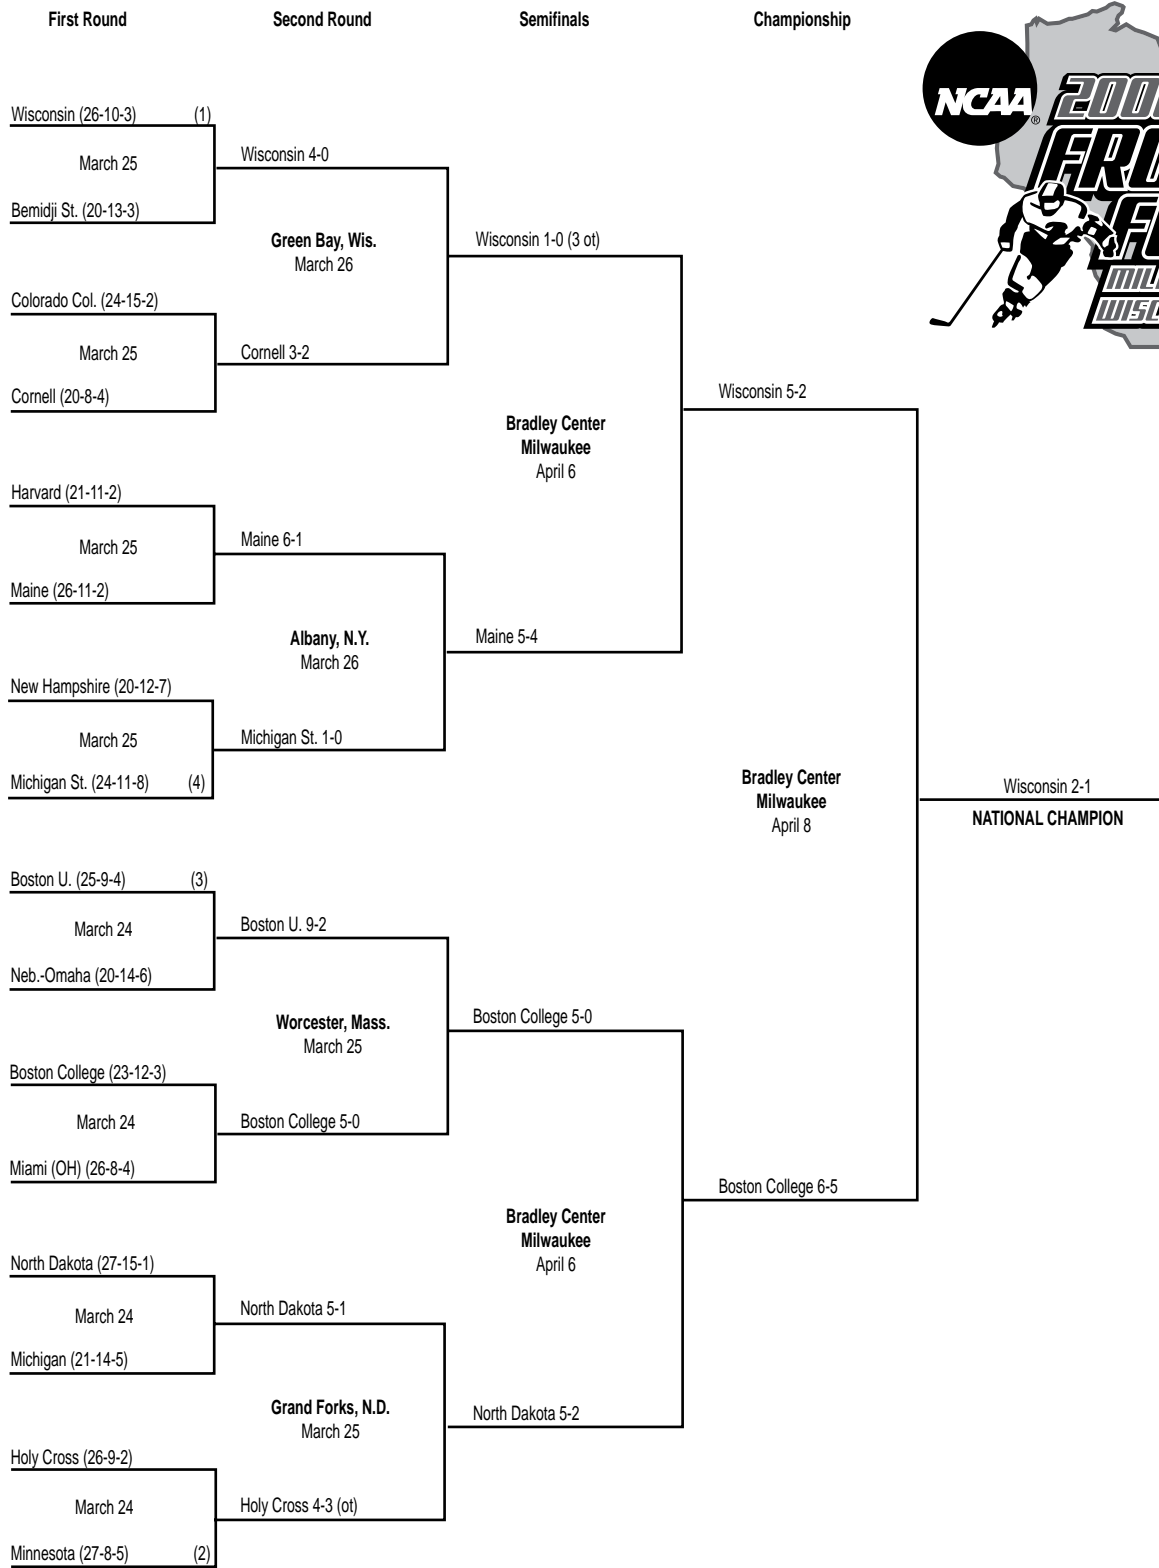 First Round
Second Round
Semifinals
Championship
NCAA
®
Wisconsin (26-10-3) (1)
March 25
Bemidji St. (20-13-3)
Colorado Col. (24-15-2)
March 25
Cornell (20-8-4)
Harvard (21-11-2)
March 25
Maine (26-11-2)
New Hampshire (20-12-7)
March 25
Michigan St. (24-11-8) (4)
Boston U. (25-9-4) (3)
March 24
Neb.-Omaha (20-14-6)
Boston College (23-12-3)
March 24
Miami (OH) (26-8-4)
North Dakota (27-15-1)
March 24
Michigan (21-14-5)
Holy Cross (26-9-2)
March 24
Minnesota (27-8-5) (2)
Wisconsin 4-0
Green Bay, Wis.
March 26
Cornell 3-2
Maine 6-1
Albany, N.Y.
March 26
Michigan St. 1-0
Boston U. 9-2
Worcester, Mass.
March 25
Boston College 5-0
North Dakota 5-1
Grand Forks, N.D.
March 25
Holy Cross 4-3 (ot)
Wisconsin 1-0 (3 ot)
Bradley Center
Milwaukee
April 6
Maine 5-4
Boston College 5-0
Bradley Center
Milwaukee
April 6
North Dakota 5-2
Wisconsin 5-2
Bradley Center
Milwaukee
April 8
Boston College 6-5
Wisconsin 2-1
NATIONAL CHAMPION